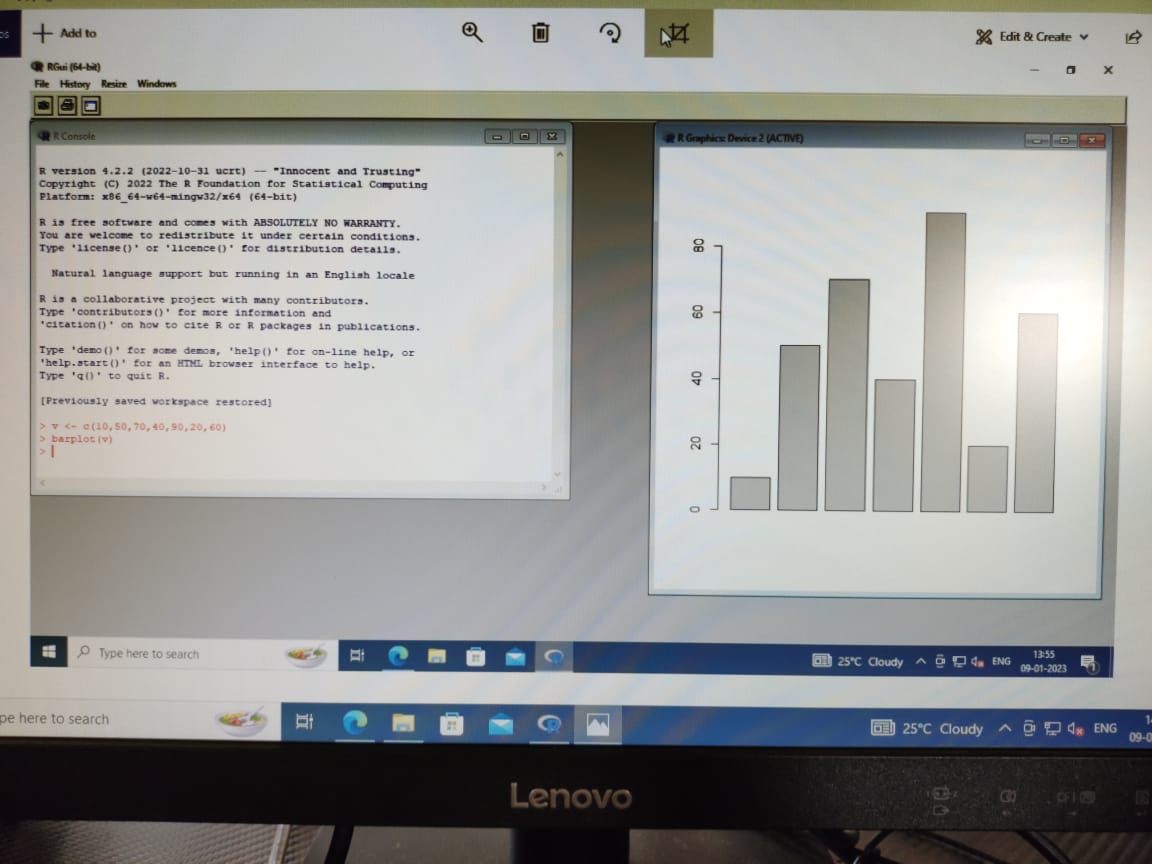 Add to
Edit & Create
RGui (64-bit)
File History Resize Windows
R Console
R version 4.2.2 (2022-10-31 ucrt) -- "Innocent and Trusting"
Copyright (C) 2022 The R Foundation for Statistical Computing
Platform: x86_64-w64-mingw32/x64 (64-bit)
R is free software and comes with ABSOLUTELY NO WARRANTY.
You are welcome to redistribute it under certain conditions.
Type 'license()' or 'licence()' for distribution details.
Natural language support but running in an English locale
R is a collaborative project with many contributors.
Type 'contributors()' for more information and
'citation()' on how to cite R or R packages in publications.
Type 'demo()' for some demos, 'help()' for on-line help, or
'help.start()' for an HTML browser interface to help.
Type 'q()' to quit R.
[Previously saved workspace restored]
> v <- c(10,50,70,40,90,20,60)
> barplot(v)
>
R Graphics: Device 2 (ACTIVE)
80
60
40
20
0
Type here to search
25°C Cloudy
ENG
13:55
09-01-2023
1
pe here to search
25°C Cloudy
ENG
09-0
Lenovo